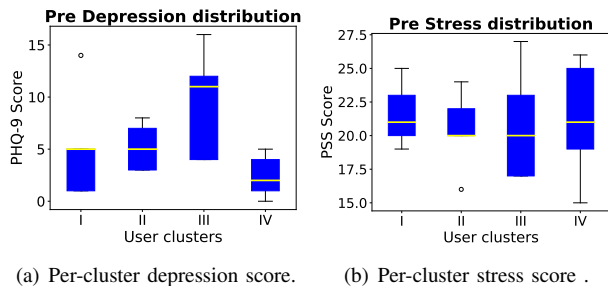 Pre Depression distribution
PHQ-9 Score
15
10
5
0
I II III IV
User clusters
(a) Per-cluster depression score.
Pre Stress distribution
PSS Score
27.5
25.0
22.5
20.0
17.5
15.0
I II III IV
User clusters
(b) Per-cluster stress score .